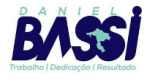 DANIEL
BASSI
Trabalho | Dedicação | Resultado